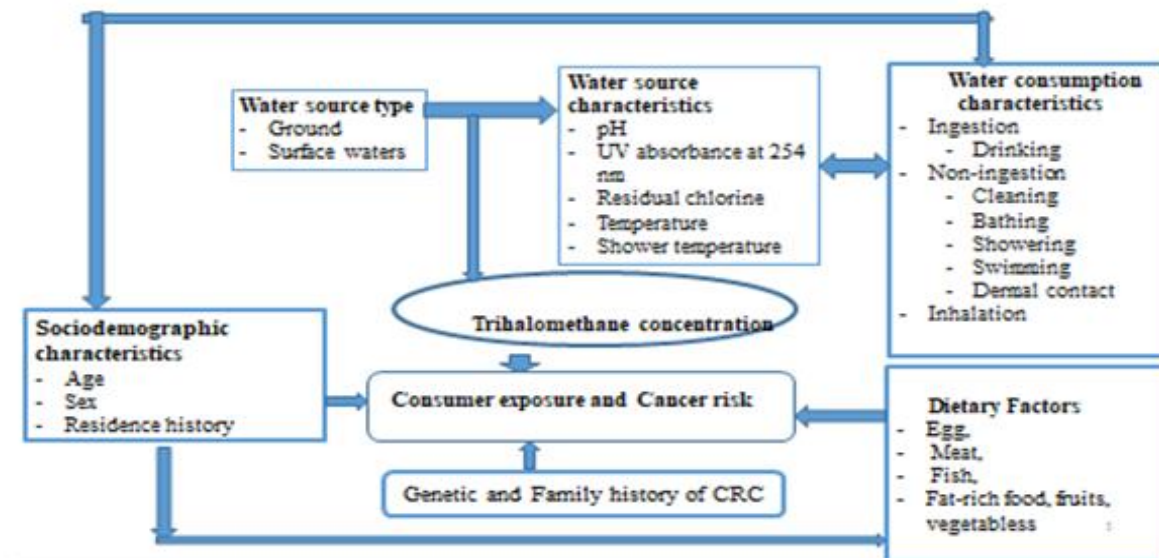 Water source type
- Ground
- Surface waters
Water source
characteristics
- pH
- UV absorbance at 254
nm
- Residual chlorine
- Temperature
- Shower temperature
Water consumption
characteristics
- Ingestion
- Drinking
- Non-ingestion
- Cleaning
- Bathing
- Showering
- Swimming
- Dermal contact
- Inhalation
Trihalomethane concentration
Sociodemographic
characteristics
- Age
- Sex
- Residence history
Consumer exposure and Cancer risk
Genetic and Family history of CRC
Dietary Factors
- Egg,
- Meat,
- Fish,
- Fat-rich food, fruits,
vegetabless